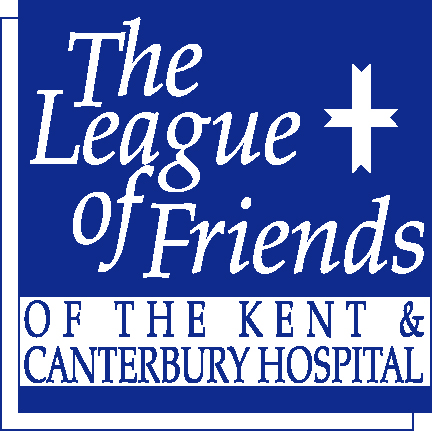 The
League
of
Friends
OF THE KENT &
CANTERBURY HOSPITAL